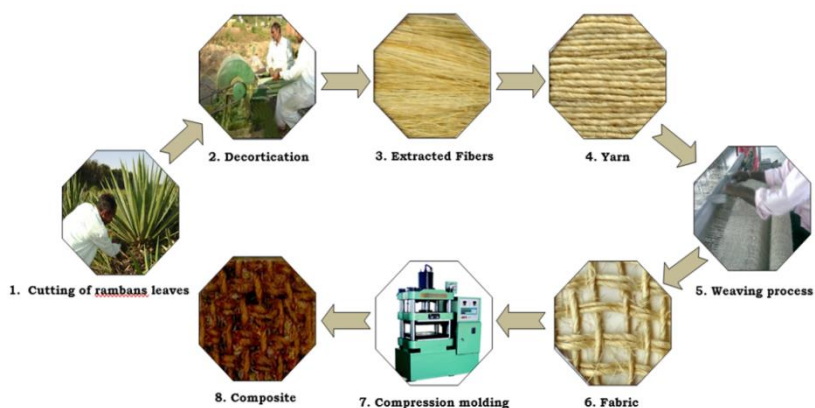 1. Cutting of rambans leaves
2. Decortication
3. Extracted Fibers
4. Yarn
5. Weaving process
6. Fabric
7. Compression molding
8. Composite